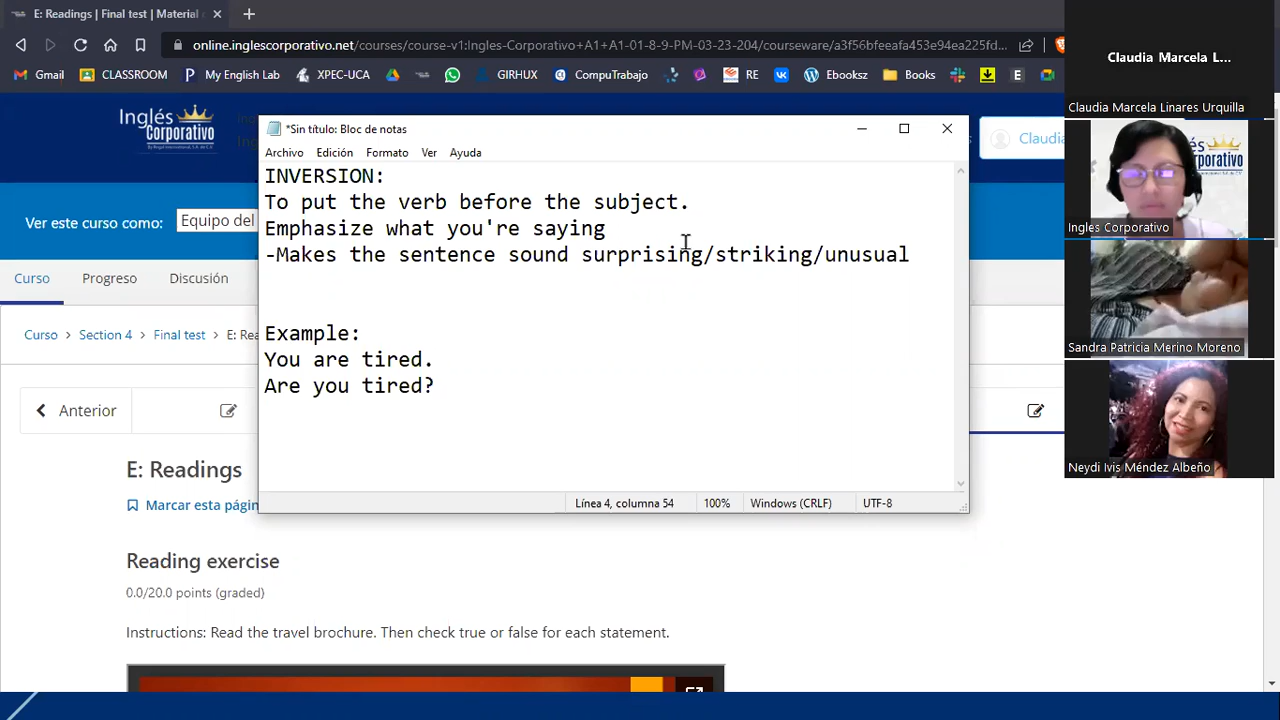 E: Readings | Final test | Material
online.inglescorporativo.net/courses/course-v1:Ingles-Corporativo+A1+A1-01-8-9-PM-03-23-204/courseware/a3f56bfeefa453e94ea225fd...
Gmail CLASSROOM My English Lab XPEC-UCA GIRHUX CompuTrabajo RE Ebooksz Books
Inglés
Corporativo
Claudia
*Sin título: Bloc de notas
Archivo Edición Formato Ver Ayuda
INVERSION:
To put the verb before the subject.
Emphasize what you're saying
-Makes the sentence sound surprising/striking/unusual
Example:
You are tired.
Are you tired?
Línea 4, columna 54 100% Windows (CRLF) UTF-8
Ver este curso como: Equipo del
Curso Progreso Discusión
Curso > Section 4 > Final test > E: Rea
Anterior
E: Readings
Marcar esta págin
Reading exercise
0.0/20.0 points (graded)
Instructions: Read the travel brochure. Then check true or false for each statement.
Claudia Marcela L...
Claudia Marcela Linares Urquilla
Ingles Corporativo
Sandra Patricia Merino Moreno
Neydi Ivis Méndez Albeño